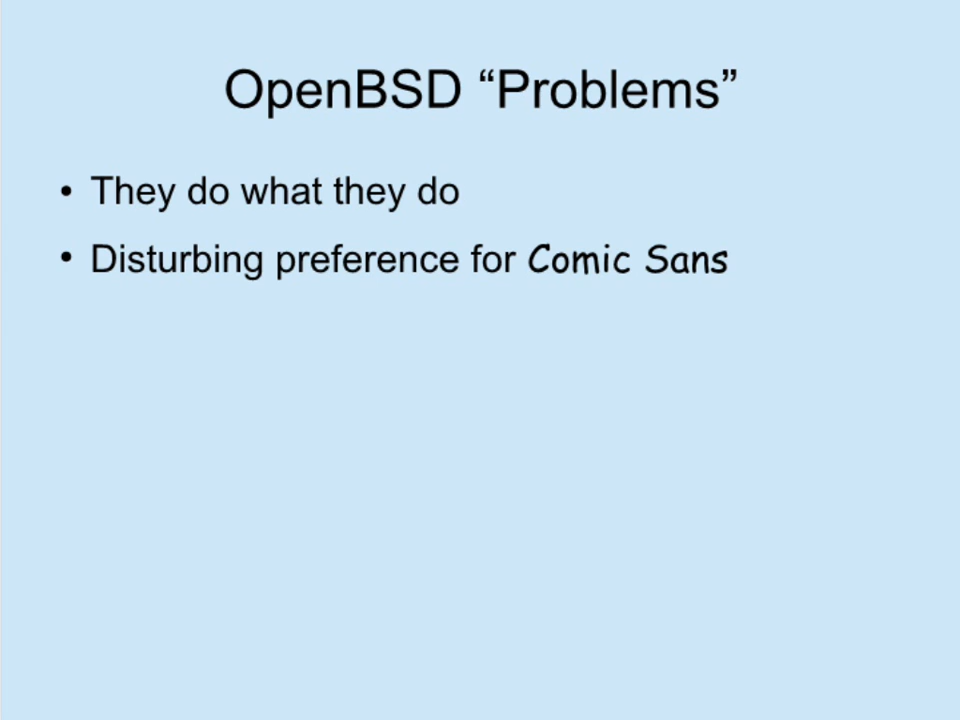 OpenBSD “Problems”
• They do what they do
• Disturbing preference for Comic Sans